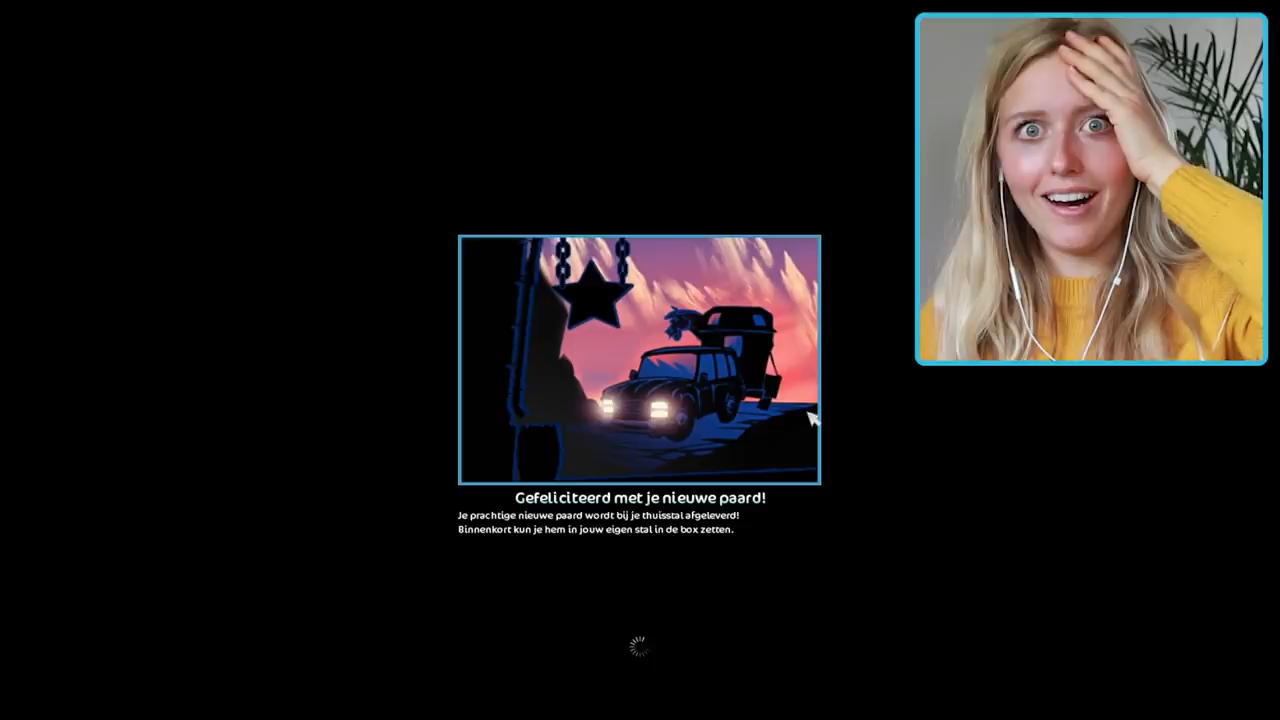 Gefeliciteerd met je nieuwe paard!
Je prachtige nieuwe paard wordt bij je thuisstal afgeleverd!
Binnenkort kun je hem in jouw eigen stal in de box zetten.